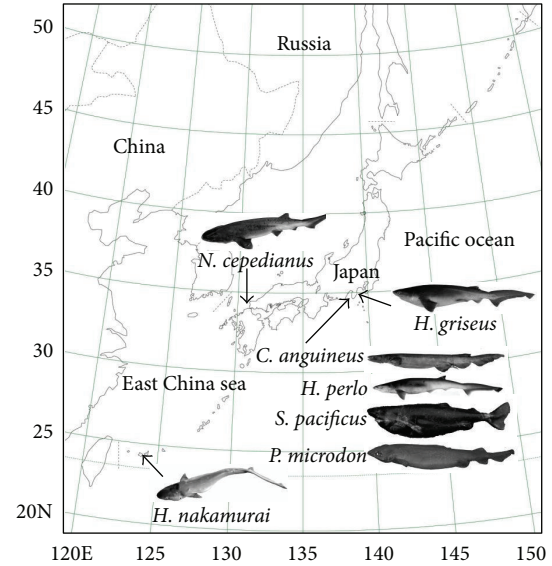 50
Russia
45
China
40
Pacific ocean
N. cepedianus
35
Japan
H. griseus
C. anguineus
30
H. perlo
East China sea
S. pacificus
25
P. microdon
20N
H. nakamurai
120E 125 130 135 140 145 150